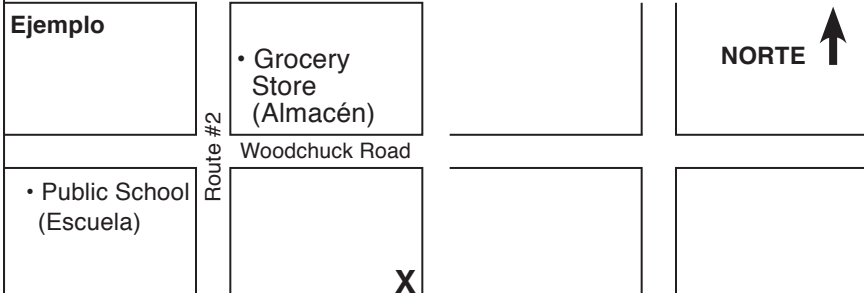 Ejemplo
• Grocery
Store
(Almacén)
NORTE
Route #2
Woodchuck Road
• Public School
(Escuela)
X